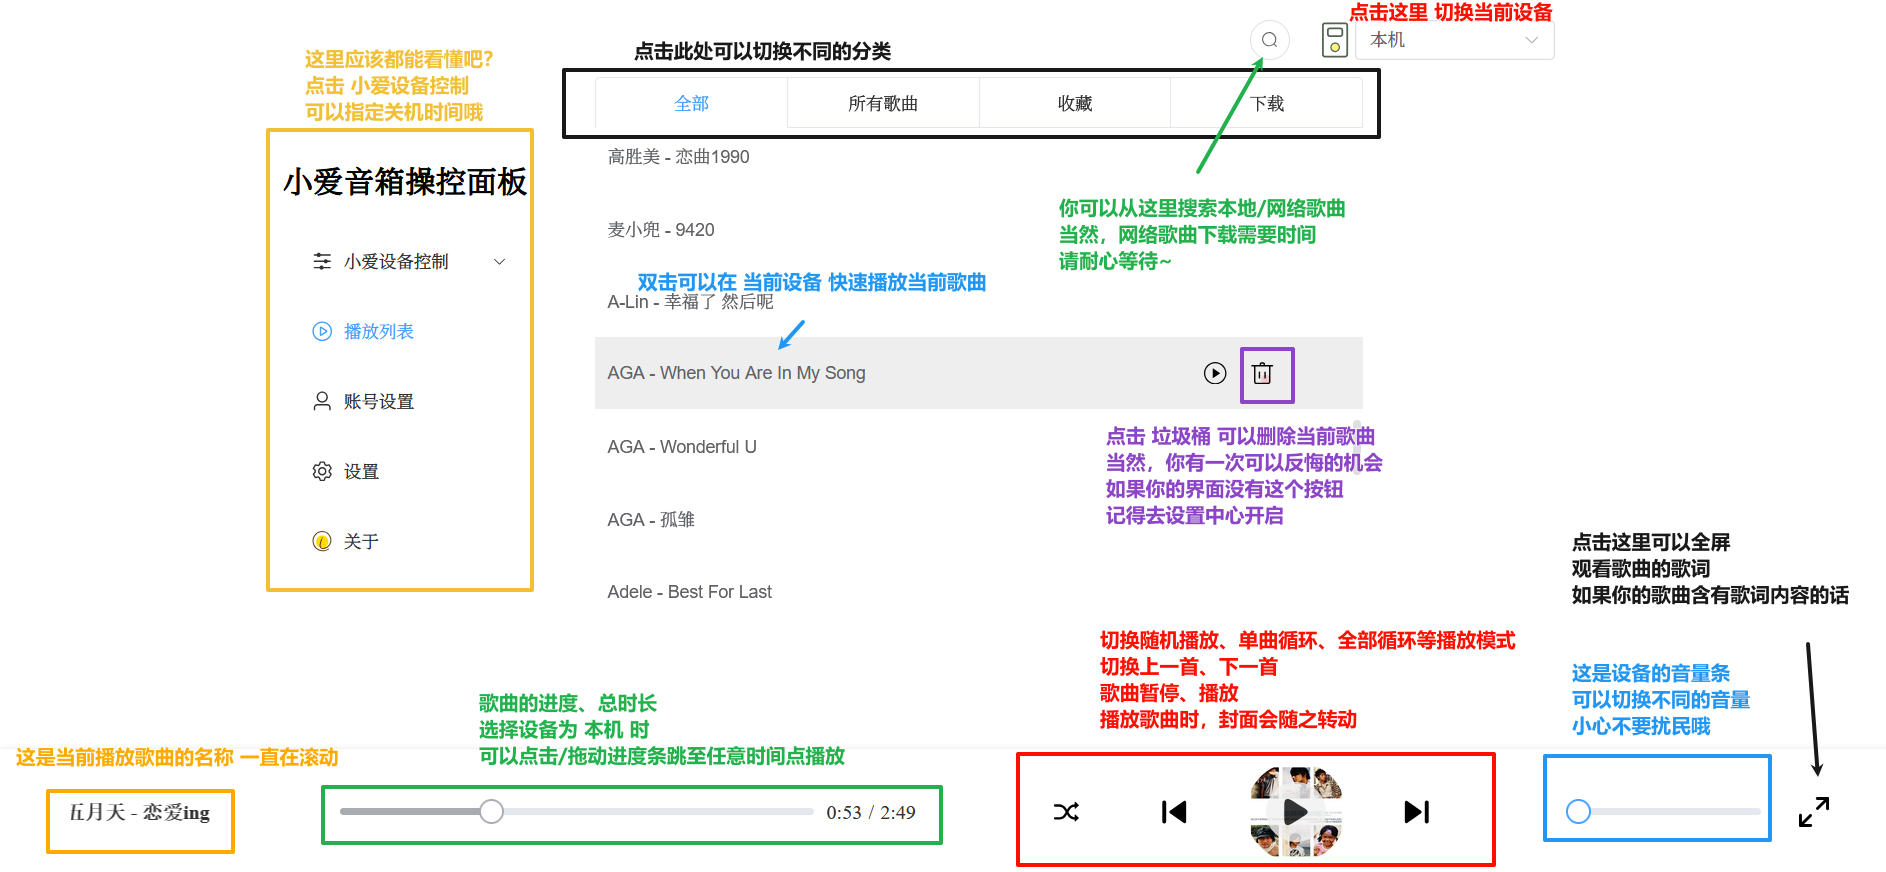 点击这里 切换当前设备
本机
点击此处可以切换不同的分类
全部
所有歌曲
收藏
下载
这里应该都能看懂吧?
点击 小爱设备控制
可以指定关机时间哦
小爱音箱操控面板
小爱设备控制
播放列表
账号设置
设置
关于
高胜美 - 恋曲1990
麦小兜 - 9420
双击可以在 当前设备 快速播放当前歌曲
A-Lin - 幸福了 然后呢
AGA - When You Are In My Song
AGA - Wonderful U
AGA - 孤雏
Adele - Best For Last
你可以从这里搜索本地/网络歌曲
当然，网络歌曲下载需要时间
请耐心等待~
点击 垃圾桶 可以删除当前歌曲
当然，你有一次可以反悔的机会
如果你的界面没有这个按钮
记得去设置中心开启
点击这里可以全屏
观看歌曲的歌词
如果你的歌曲含有歌词内容的话
切换随机播放、单曲循环、全部循环等播放模式
切换上一首、下一首
歌曲暂停、播放
播放歌曲时，封面会随之转动
这是设备的音量条
可以切换不同的音量
小心不要扰民哦
歌曲的进度、总时长
选择设备为 本机 时
可以点击/拖动进度条跳至任意时间点播放
这是当前播放歌曲的名称 一直在滚动
五月天 - 恋爱ing
0:53 / 2:49